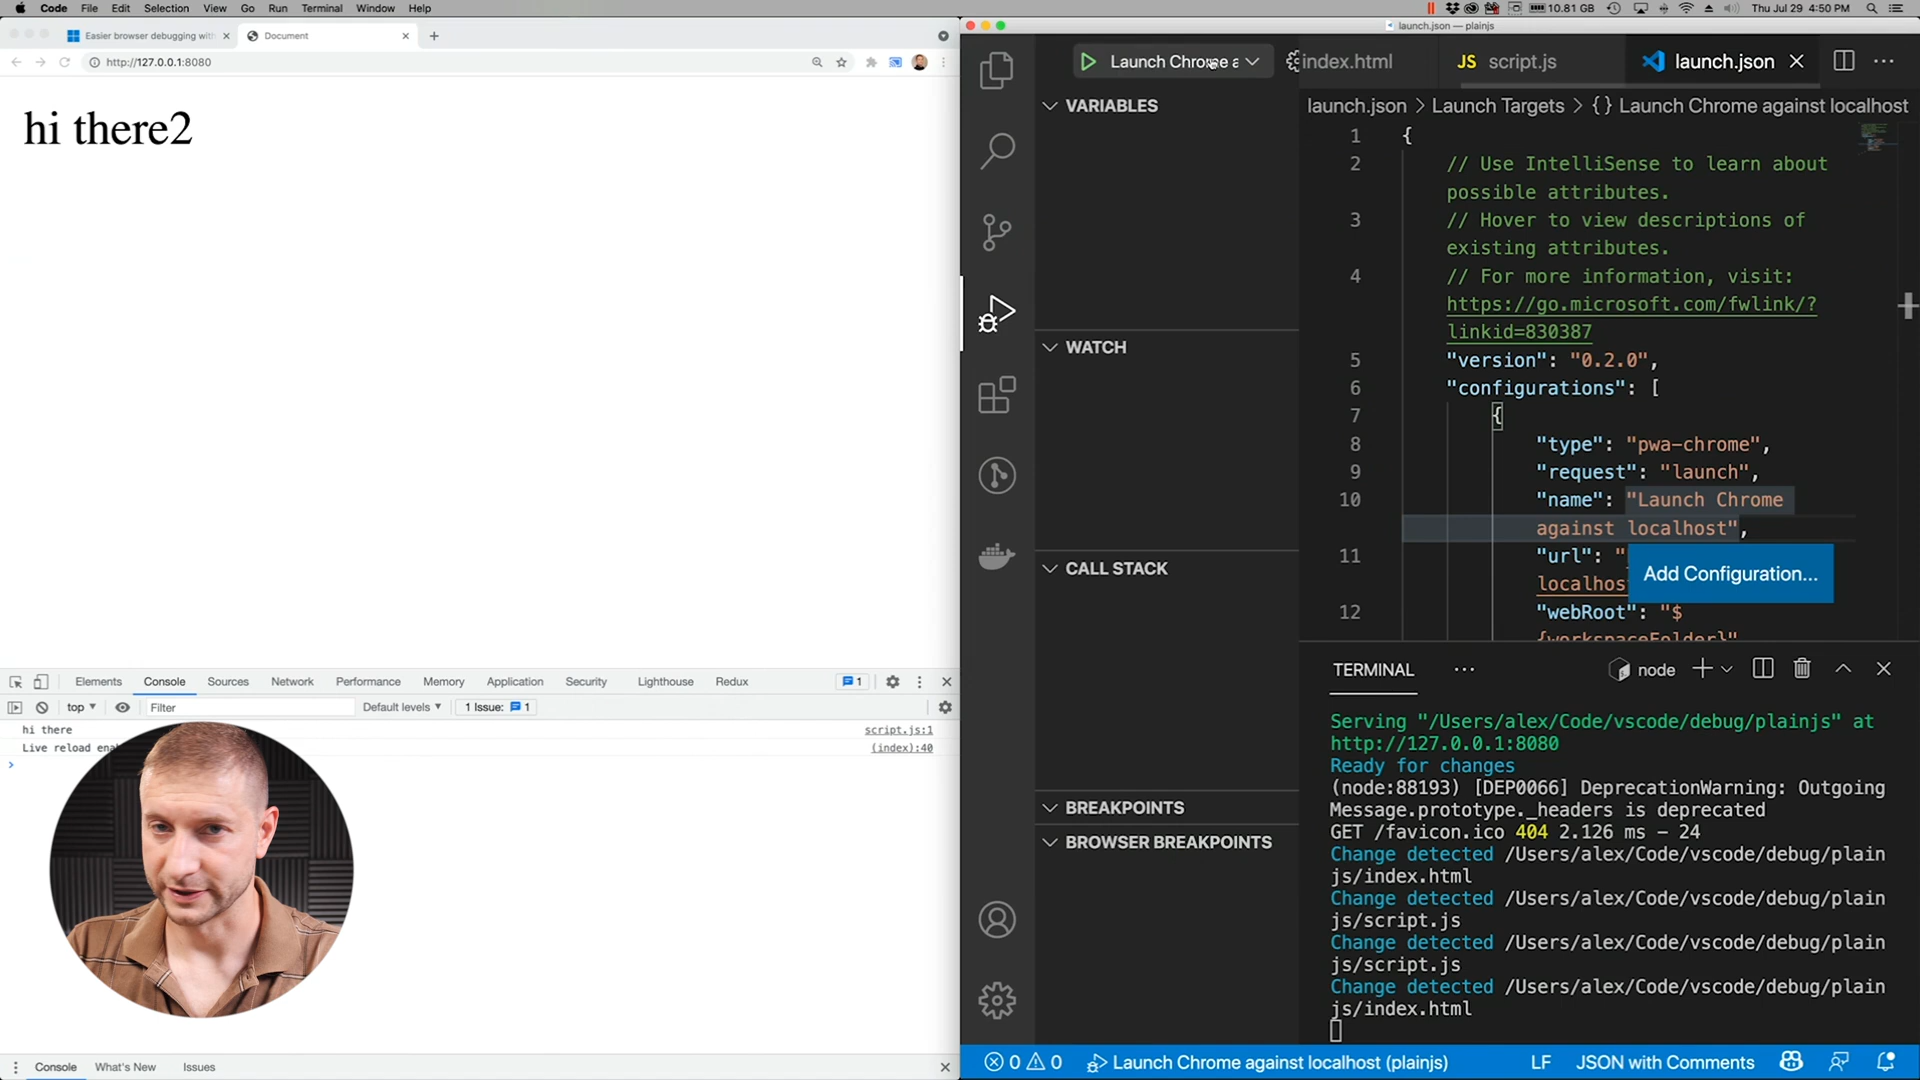 Code File Edit Selection View Go Run Terminal Window Help
10.81 GB Thu Jul 29 4:50 PM
Easier browser debugging with
Document
http://127.0.0.1:8080
hi there2
Elements Console Sources Network Performance Memory Application Security Lighthouse Redux 1
top Filter Default levels 1 Issue: 1
hi there script.js:1
Live reload (index):40
Console What's New Issues
launch.json — plainjs
Launch Chrome a index.html JS script.js launch.json
launch.json > Launch Targets > {} Launch Chrome against localhost
VARIABLES
WATCH
CALL STACK
BREAKPOINTS
BROWSER BREAKPOINTS
1 {
2 // Use IntelliSense to learn about
possible attributes.
3 // Hover to view descriptions of
existing attributes.
4 // For more information, visit:
https://go.microsoft.com/fwlink/?
linkid=830387
5 "version": "0.2.0",
6 "configurations": [
7 {
8 "type": "pwa-chrome",
9 "request": "launch",
10 "name": "Launch Chrome
against localhost",
11 "url": "
localhos
Add Configuration...
12 "webRoot": "$
{workspaceFolder}"
TERMINAL ··· node
Serving "/Users/alex/Code/vscode/debug/plainjs" at
http://127.0.0.1:8080
Ready for changes
(node:88193) [DEP0066] DeprecationWarning: Outgoing
Message.prototype._headers is deprecated
GET /favicon.ico 404 2.126 ms - 24
Change detected /Users/alex/Code/vscode/debug/plain
js/index.html
Change detected /Users/alex/Code/vscode/debug/plain
js/script.js
Change detected /Users/alex/Code/vscode/debug/plain
js/script.js
Change detected /Users/alex/Code/vscode/debug/plain
js/index.html
0 0 Launch Chrome against localhost (plainjs) LF JSON with Comments